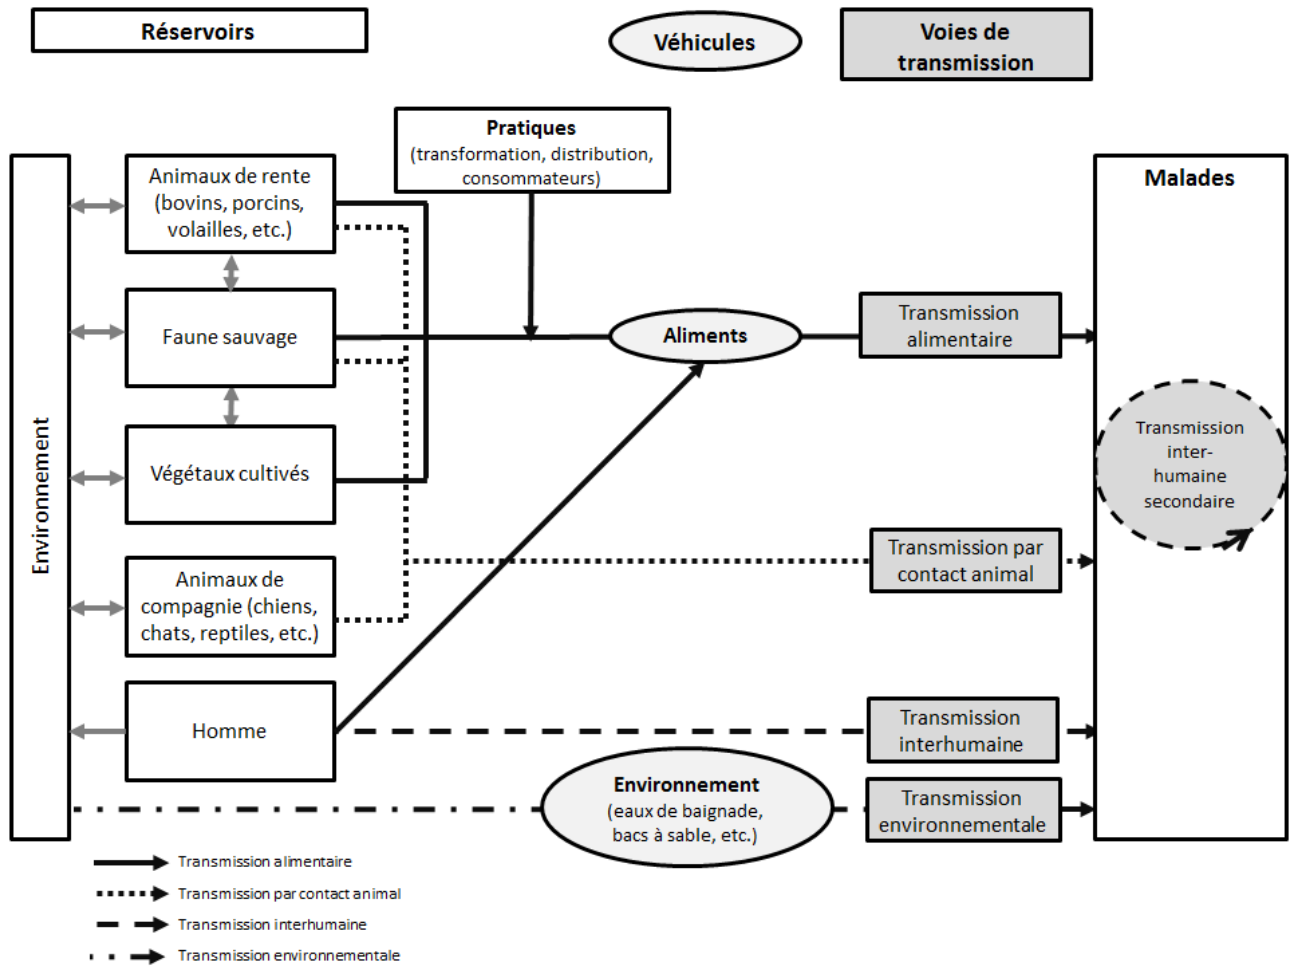 Réservoirs
Véhicules
Voies de
transmission
Pratiques
(transformation, distribution,
consommateurs)
Environnement
Animaux de rente
(bovins, porcins,
volailles, etc.)
Faune sauvage
Végétaux cultivés
Animaux de
compagnie (chiens,
chats, reptiles, etc.)
Homme
Aliments
Environnement
(eaux de baignade,
bacs à sable, etc.)
Transmission
alimentaire
Transmission par
contact animal
Transmission
interhumaine
Transmission
environnementale
Malades
Transmission
inter-
humaine
secondaire
Transmission alimentaire
Transmission par contact animal
Transmission interhumaine
Transmission environnementale